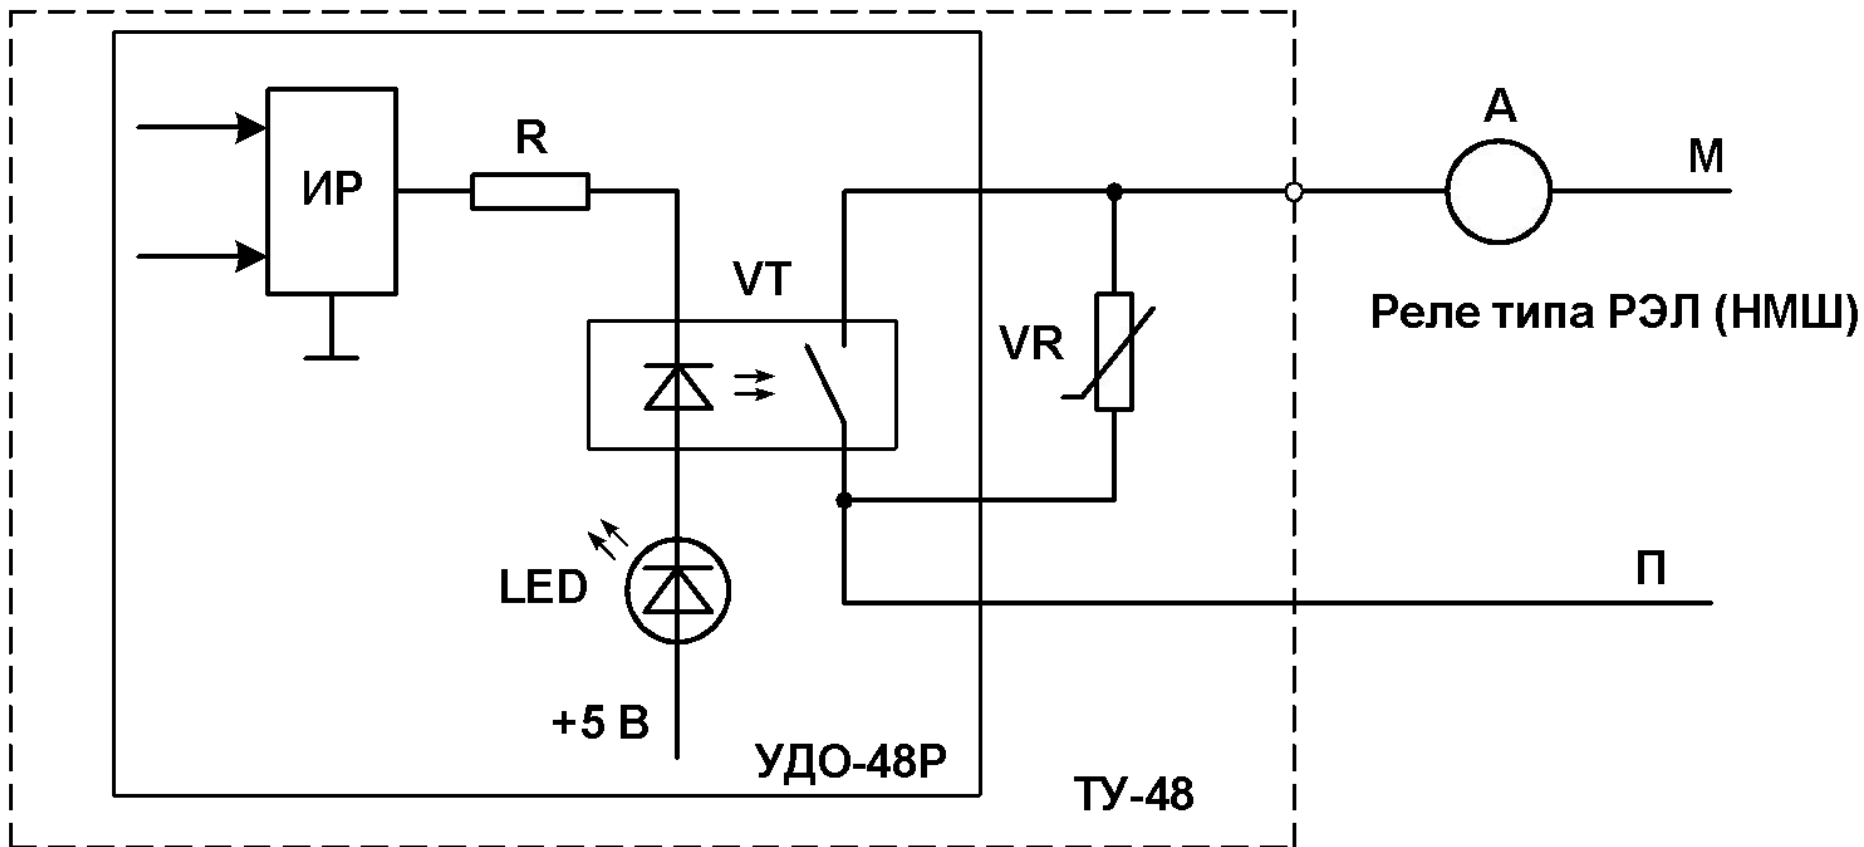 ИР
R
VT
LED
+5 В
УДО-48Р
VR
ТУ-48
А
М
Реле типа РЭЛ (НМШ)
П